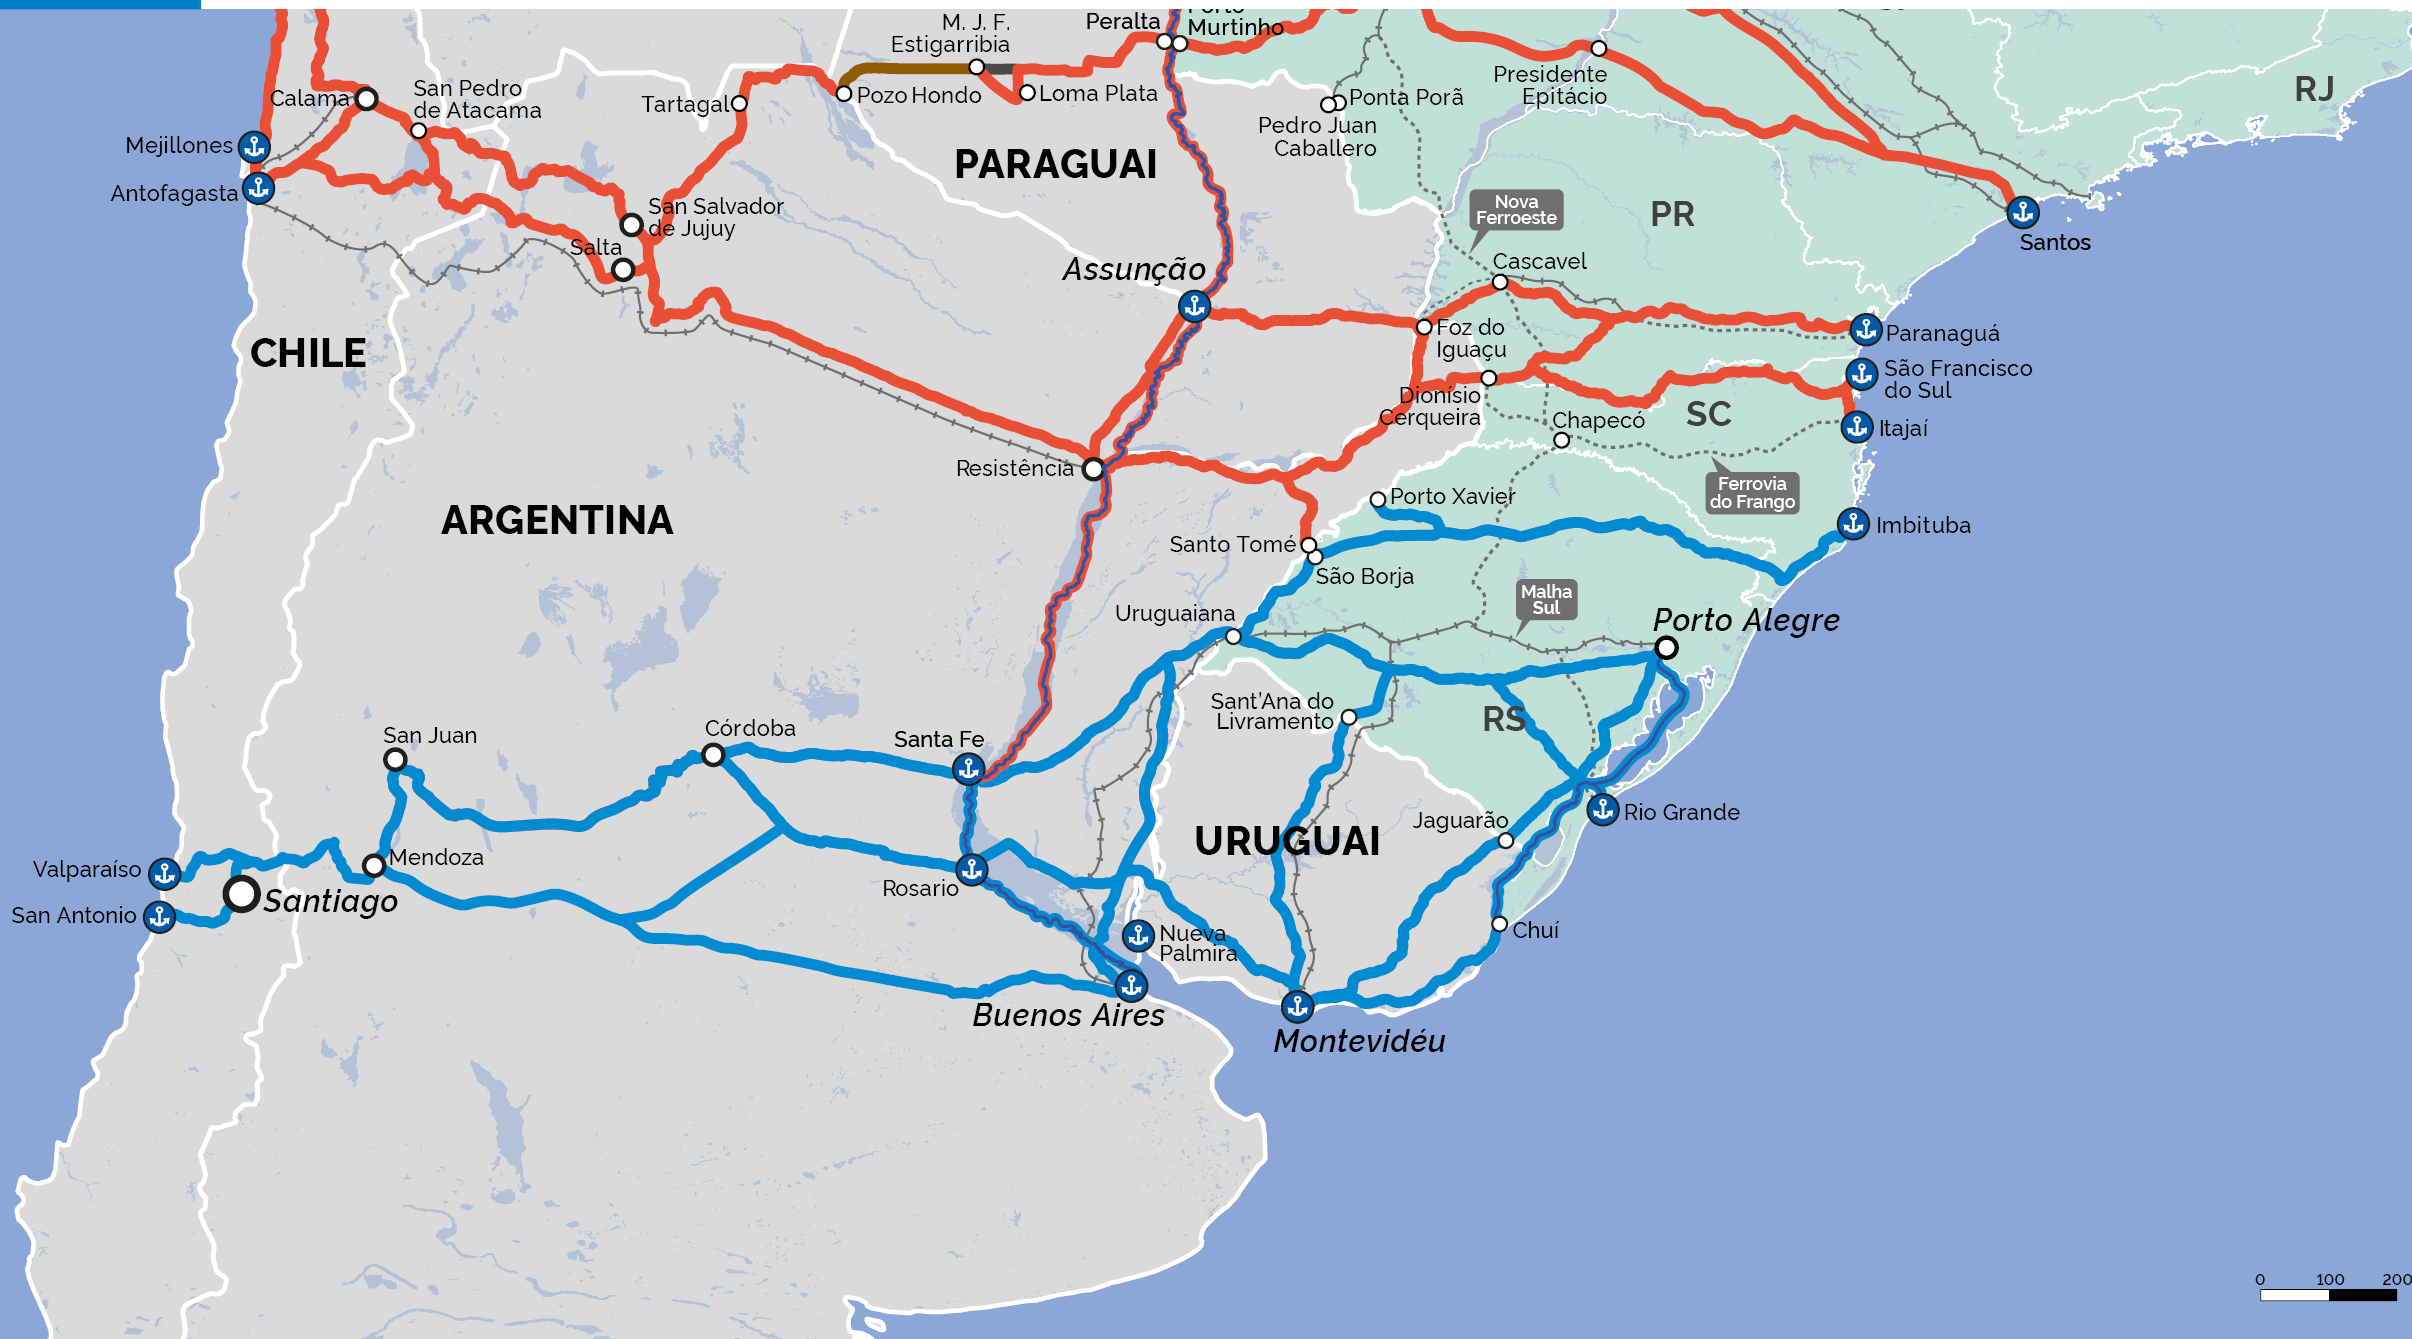 M. J. F.
Estigarribia
Peralta
Porto
Murtinho
Presidente
Epitácio
RJ
Calama
San Pedro
de Atacama
Tartagal
Pozo Hondo
Loma Plata
Ponta Porã
Pedro Juan
Caballero
Mejillones
Antofagasta
PARAGUAI
San Salvador
de Jujuy
Salta
Nova
Ferroeste
PR
Santos
Assunção
Cascavel
CHILE
Foz do
Iguaçu
Paranaguá
São Francisco
do Sul
Dionísio
Cerqueira
Chapecó
SC
Itajaí
Resistência
Porto Xavier
Ferrovia
do Frango
ARGENTINA
Imbituba
Santo Tomé
São Borja
Malha
Sul
Uruguaiana
Porto Alegre
Sant'Ana do
Livramento
RS
San Juan
Córdoba
Santa Fe
URUGUAI
Jaguarão
Rio Grande
Valparaíso
Mendoza
Santiago
San Antonio
Rosario
Nueva
Palmira
Chuí
Buenos Aires
Montevidéu
0 100 200